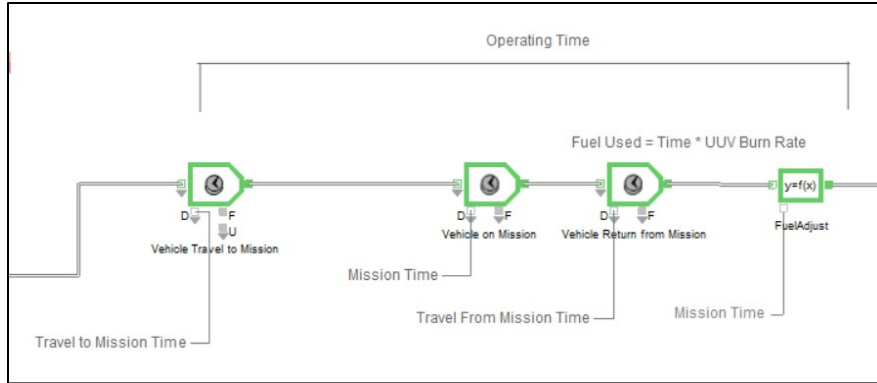 Operating Time
Fuel Used = Time * UUV Burn Rate
y=f(x)
D F
U
Vehicle Travel to Mission
D F
Vehicle on Mission
D F
Vehicle Return from Mission
FuelAdjust
Mission Time
Travel From Mission Time
Mission Time
Travel to Mission Time